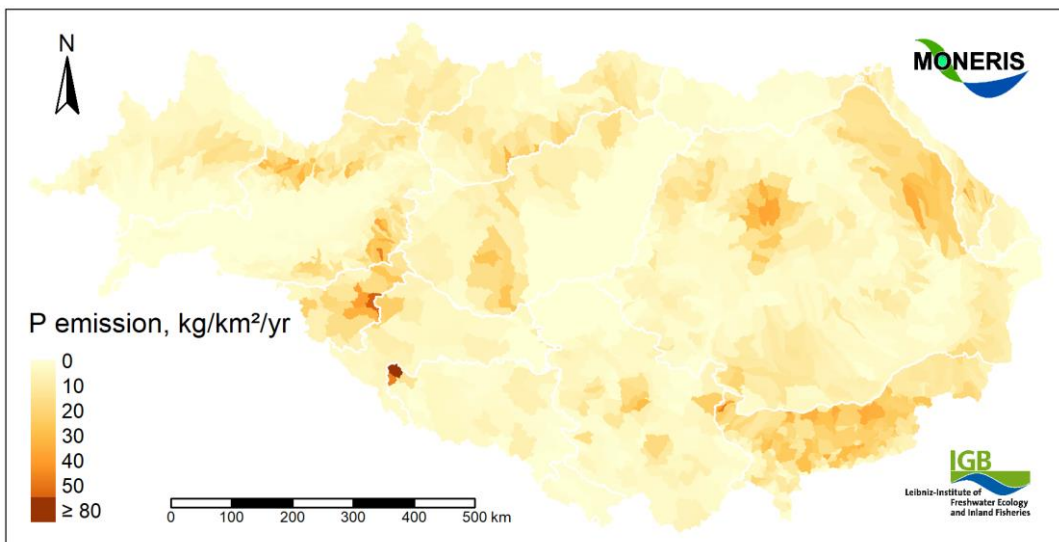 N
MONERIS
P emission, kg/km²/yr
0
10
20
30
40
50
≥ 80
0 100 200 300 400 500 km
IGB
Leibniz-Institute of
Freshwater Ecology
and Inland Fisheries